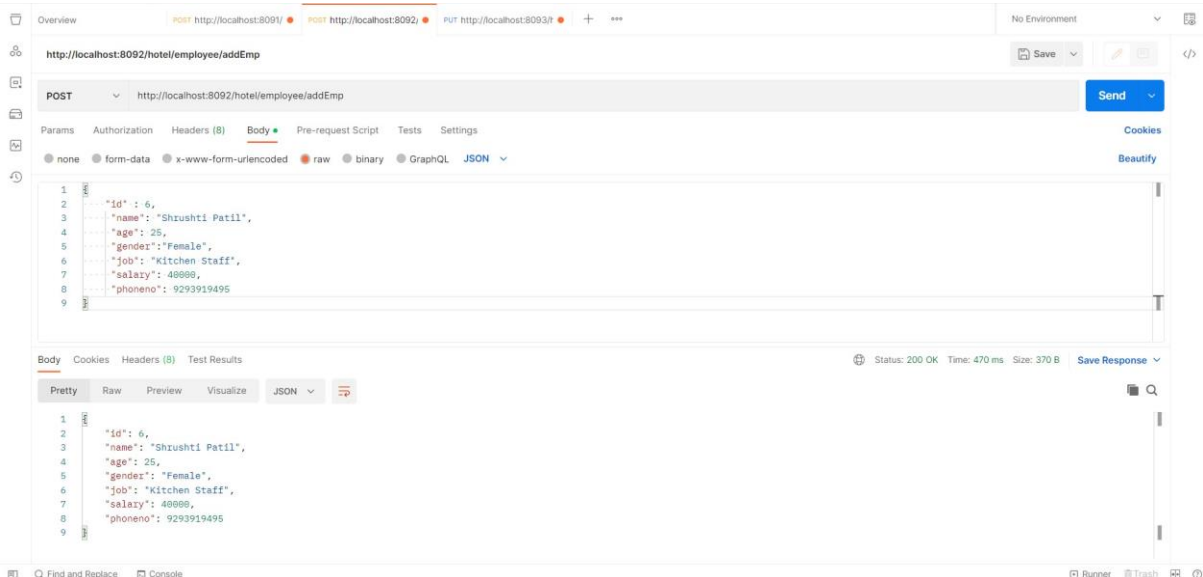 Overview POST http://localhost:8091/ POST http://localhost:8092/ PUT http://localhost:8093/h No Environment
http://localhost:8092/hotel/employee/addEmp Save
POST http://localhost:8092/hotel/employee/addEmp Send
Params Authorization Headers (8) Body Pre-request Script Tests Settings Cookies
none form-data x-www-form-urlencoded raw binary GraphQL JSON Beautify
1 {
2 "id" : 6,
3 "name": "Shrushti Patil",
4 "age": 25,
5 "gender":"Female",
6 "job": "Kitchen Staff",
7 "salary": 40000,
8 "phoneno": 9293919495
9 }
Body Cookies Headers (8) Test Results Status: 200 OK Time: 470 ms Size: 370 B Save Response
Pretty Raw Preview Visualize JSON
1 {
2 "id": 6,
3 "name": "Shrushti Patil",
4 "age": 25,
5 "gender": "Female",
6 "job": "Kitchen Staff",
7 "salary": 40000,
8 "phoneno": 9293919495
9 }
Find and Replace Console Runner Trash